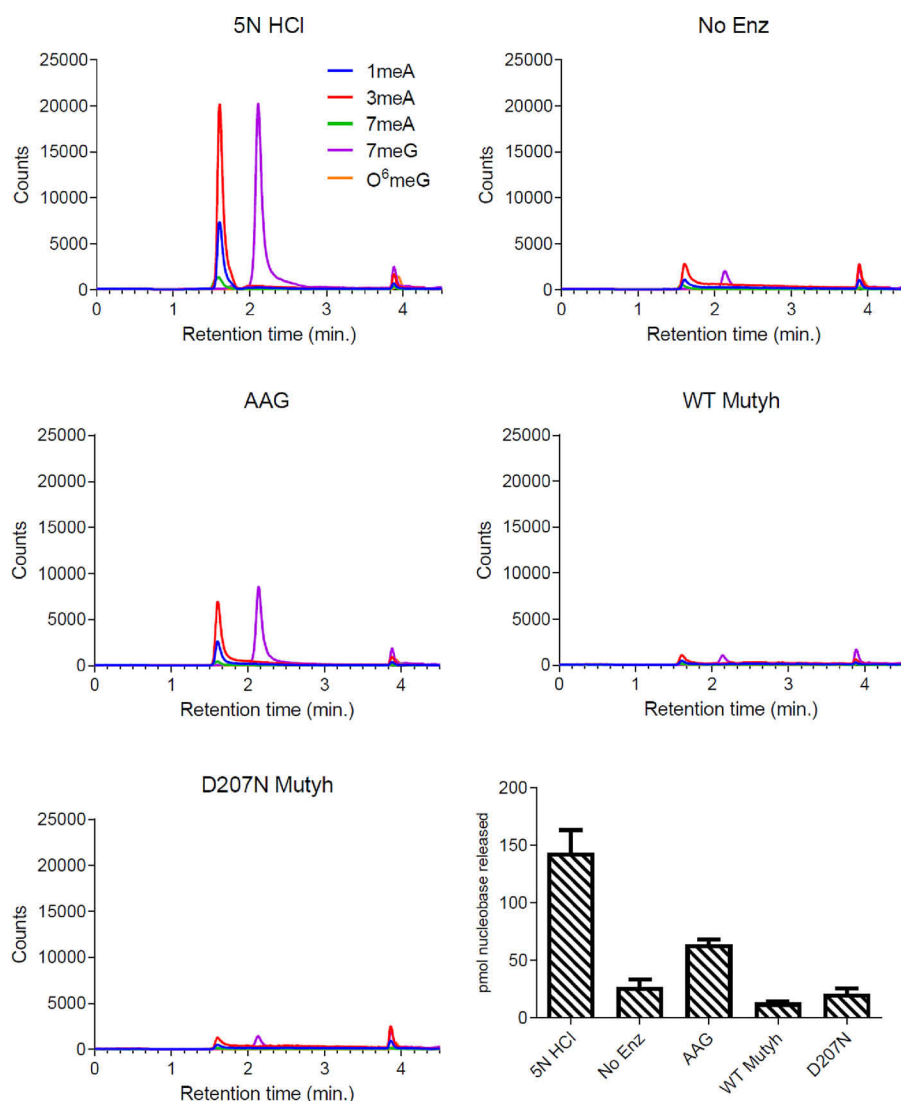 5N HCl
25000
20000
15000
10000
5000
0
Counts
0 1 2 3 4
Retention time (min.)
1meA
3meA
7meA
7meG
O⁶meG
No Enz
25000
20000
15000
10000
5000
0
Counts
0 1 2 3 4
Retention time (min.)
AAG
25000
20000
15000
10000
5000
0
Counts
0 1 2 3 4
Retention time (min.)
WT Mutyh
25000
20000
15000
10000
5000
0
Counts
0 1 2 3 4
Retention time (min.)
D207N Mutyh
25000
20000
15000
10000
5000
0
Counts
0 1 2 3 4
Retention time (min.)
200
150
100
50
0
pmol nucleobase released
5N HCl
No Enz
AAG
WT Mutyh
D207N